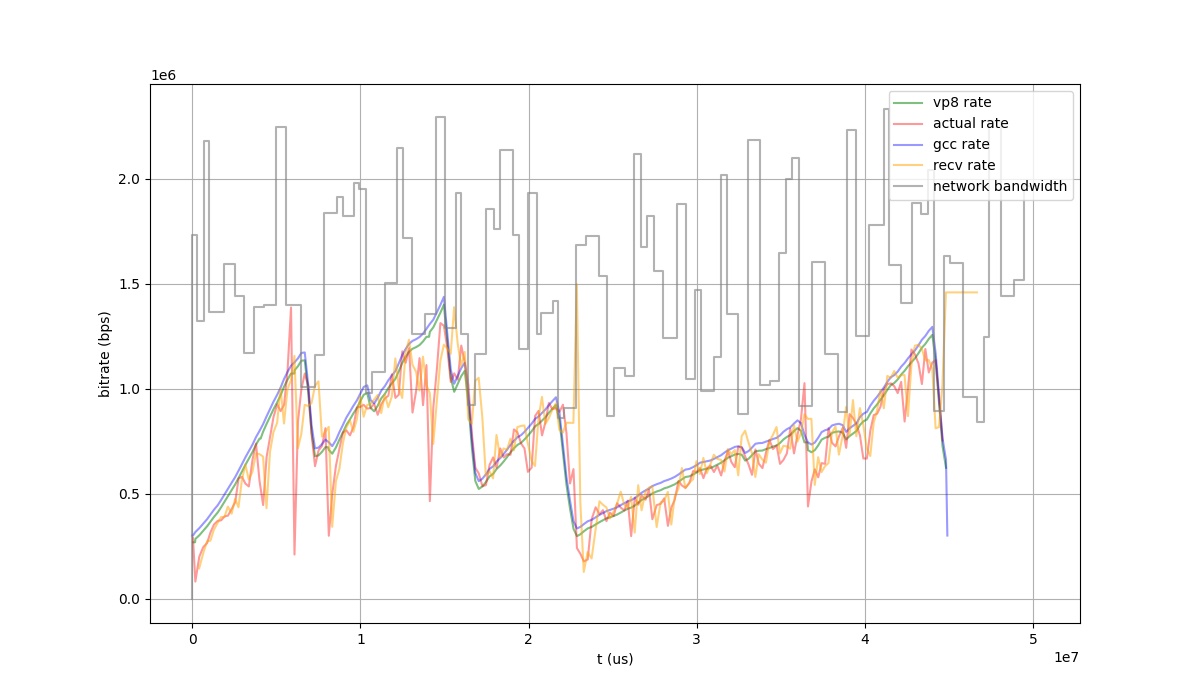 1e6
vp8 rate
actual rate
gcc rate
recv rate
network bandwidth
2.0
1.5
1.0
0.5
0.0
bitrate (bps)
0 1 2 3 4 5
t (us)
1e7